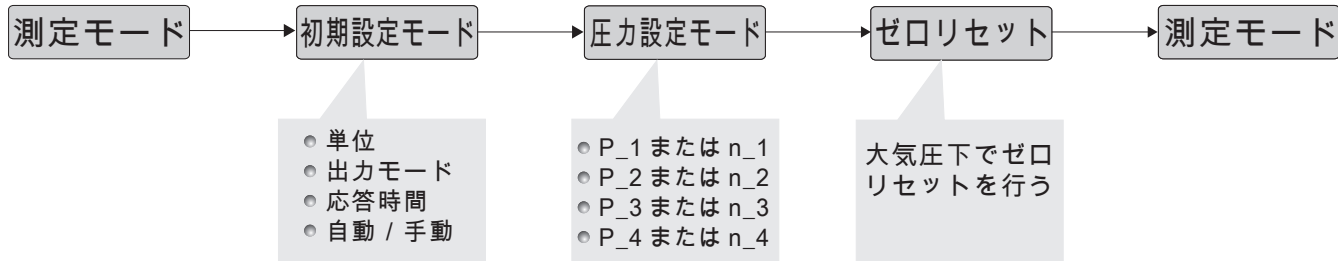 測定モード
初期設定モード
圧力設定モード
ゼロリセット
測定モード
単位
出力モード
応答時間
自動 / 手動
P_1 または n_1
P_2 または n_2
P_3 または n_3
P_4 または n_4
大気圧下でゼロ
リセットを行う